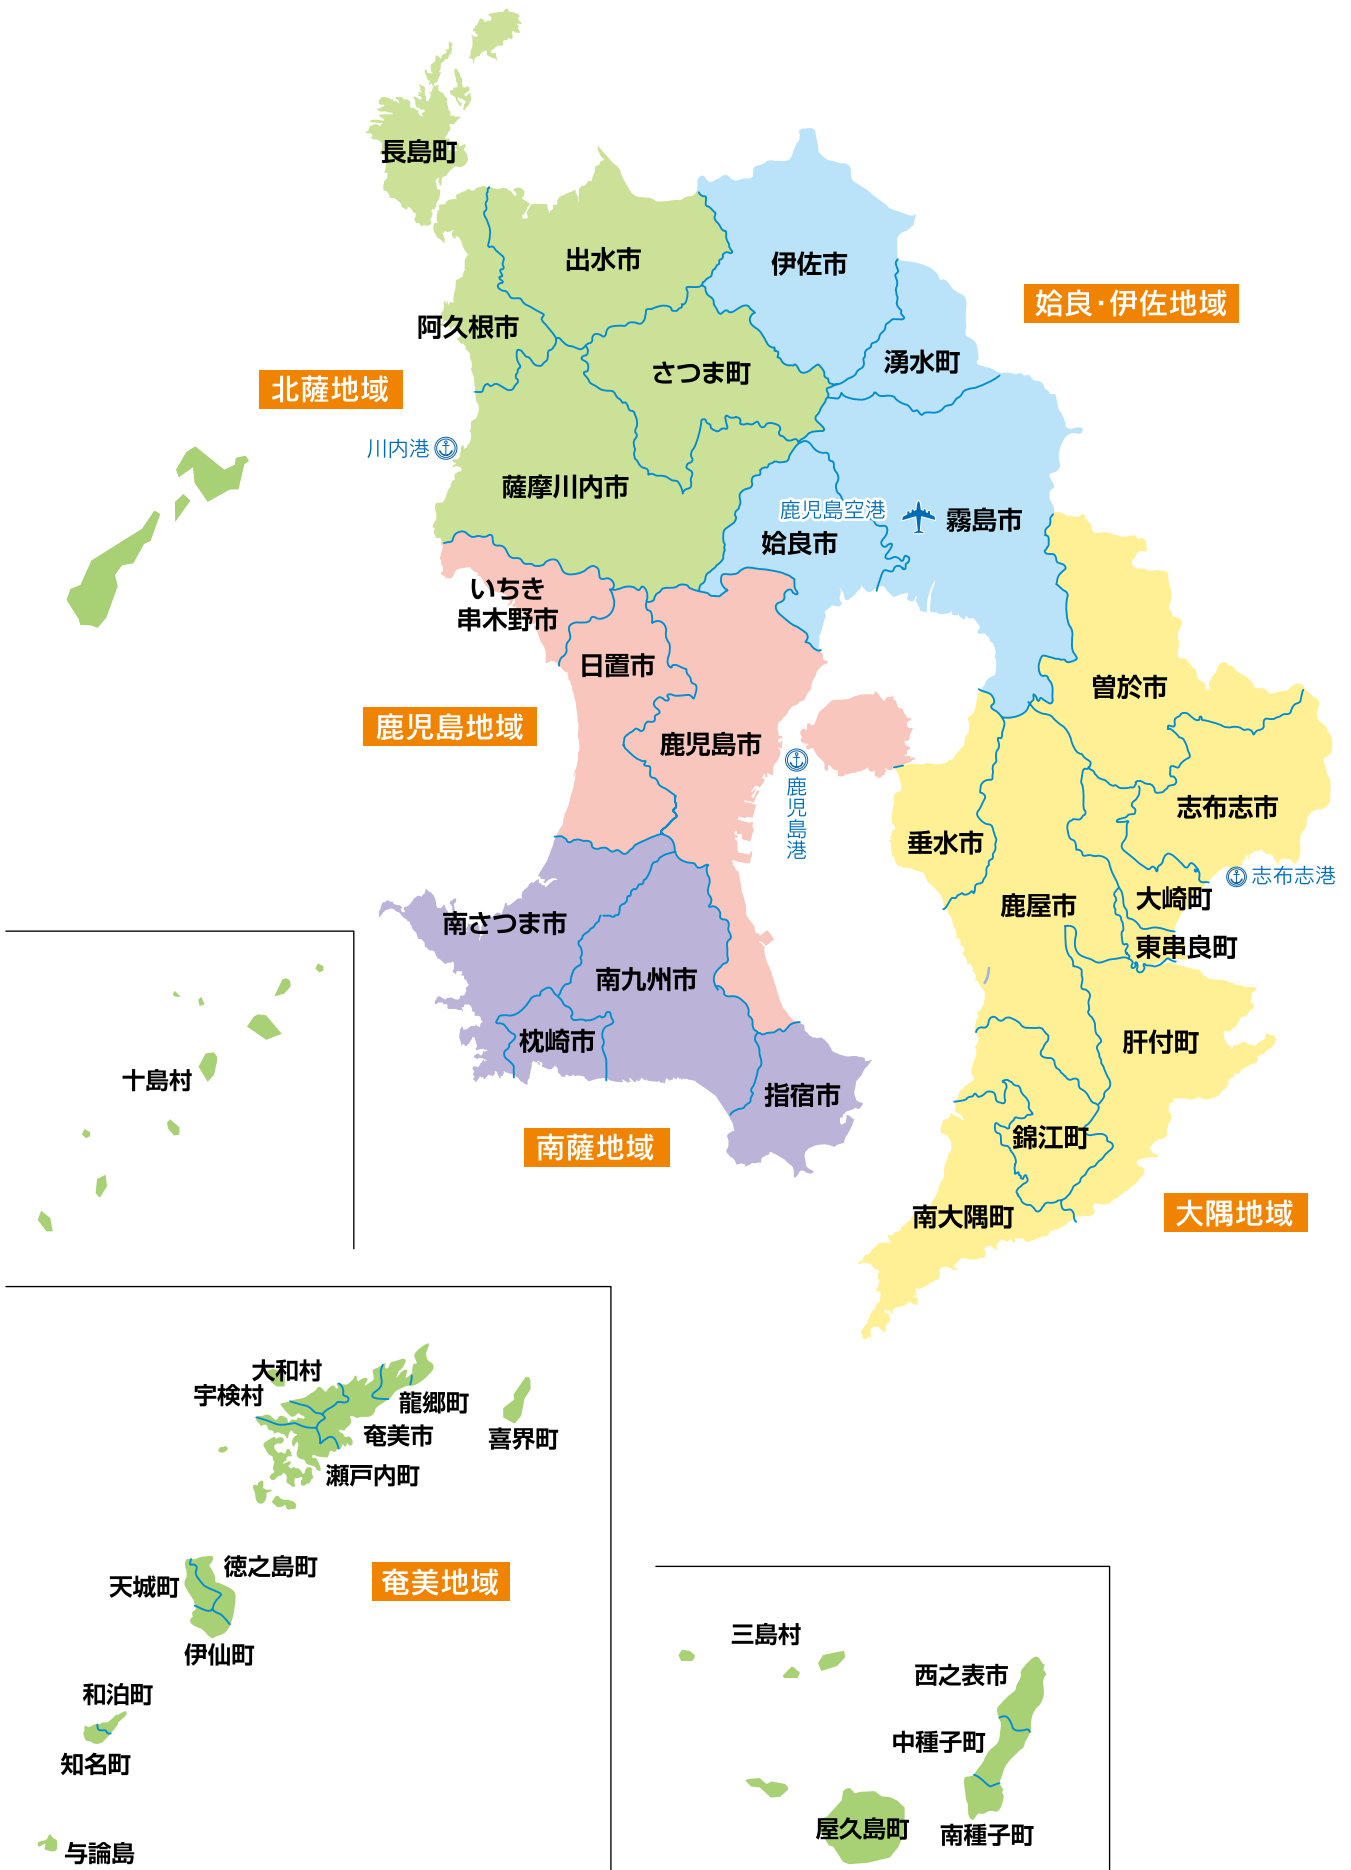 長島町
出水市
伊佐市
姶良・伊佐地域
阿久根市
湧水町
さつま町
北薩地域
川内港
薩摩川内市
鹿児島空港
霧島市
姶良市
いちき
串木野市
日置市
曽於市
鹿児島地域
鹿児島市
鹿児島港
志布志市
垂水市
志布志港
大崎町
鹿屋市
南さつま市
東串良町
南九州市
枕崎市
肝付町
十島村
指宿市
錦江町
南薩地域
大隅地域
南大隅町
大和村
宇検村
龍郷町
奄美市
喜界町
瀬戸内町
徳之島町
天城町
奄美地域
伊仙町
和泊町
知名町
与論島
三島村
西之表市
中種子町
屋久島町
南種子町